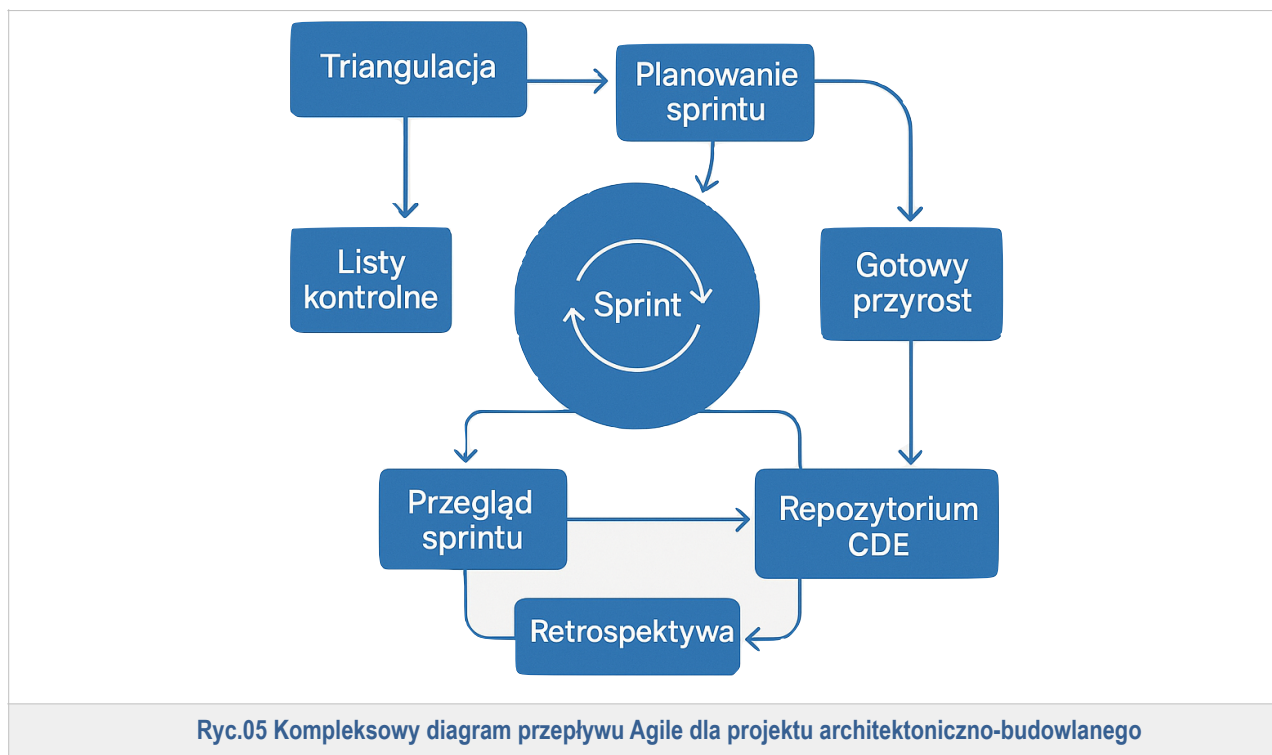 Triangulacja
Planowanie
sprintu
Listy
kontrolne
Sprint
Gotowy
przyrost
Przegląd
sprintu
Repozytorium
CDE
Retrospektywa
Ryc.05 Kompleksowy diagram przepływu Agile dla projektu architektoniczno-budowlanego